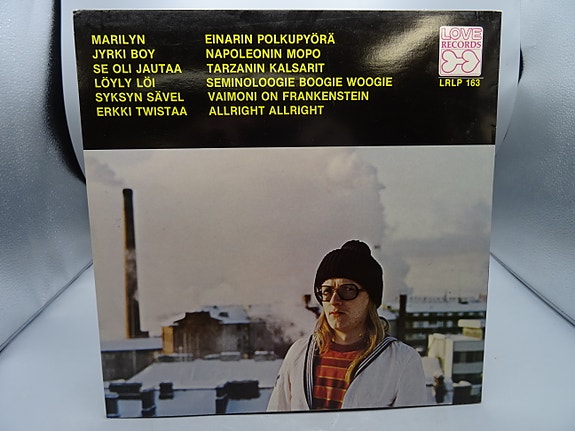 MARILYN
JYRKI BOY
SE OLI JAUTAA
LÖYLY LÖI
SYKSYN SÄVEL
ERKKI TWISTAA
EINARIN POLKUPYÖRÄ
NAPOLEONIN MOPO
TARZANIN KALSARIT
SEMINOLOOGIE BOOGIE WOOGIE
VAIMONI ON FRANKENSTEIN
ALLRIGHT ALLRIGHT
LOVE
RECORDS
LRLP 163